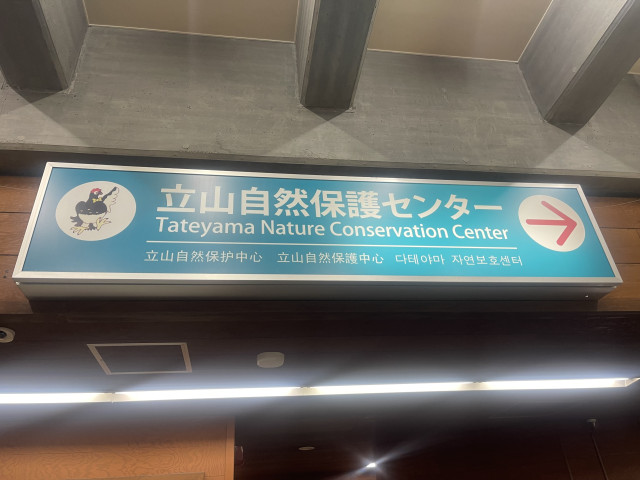 立山自然保護センター
Tateyama Nature Conservation Center
立山自然保护中心 立山自然保護中心 다테야마 자연보호센터